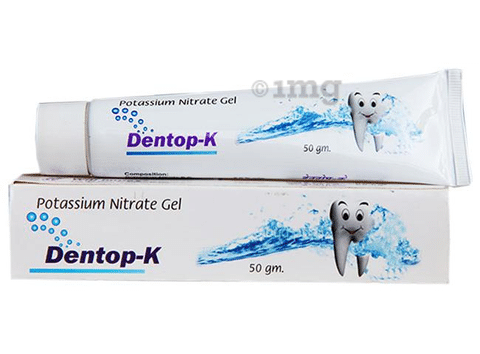 ©1mg
Potassium Nitrate Gel
Dentop-K
50 gm.
Composition:
Potassium Nitrate Gel
Dentop-K
50 gm.